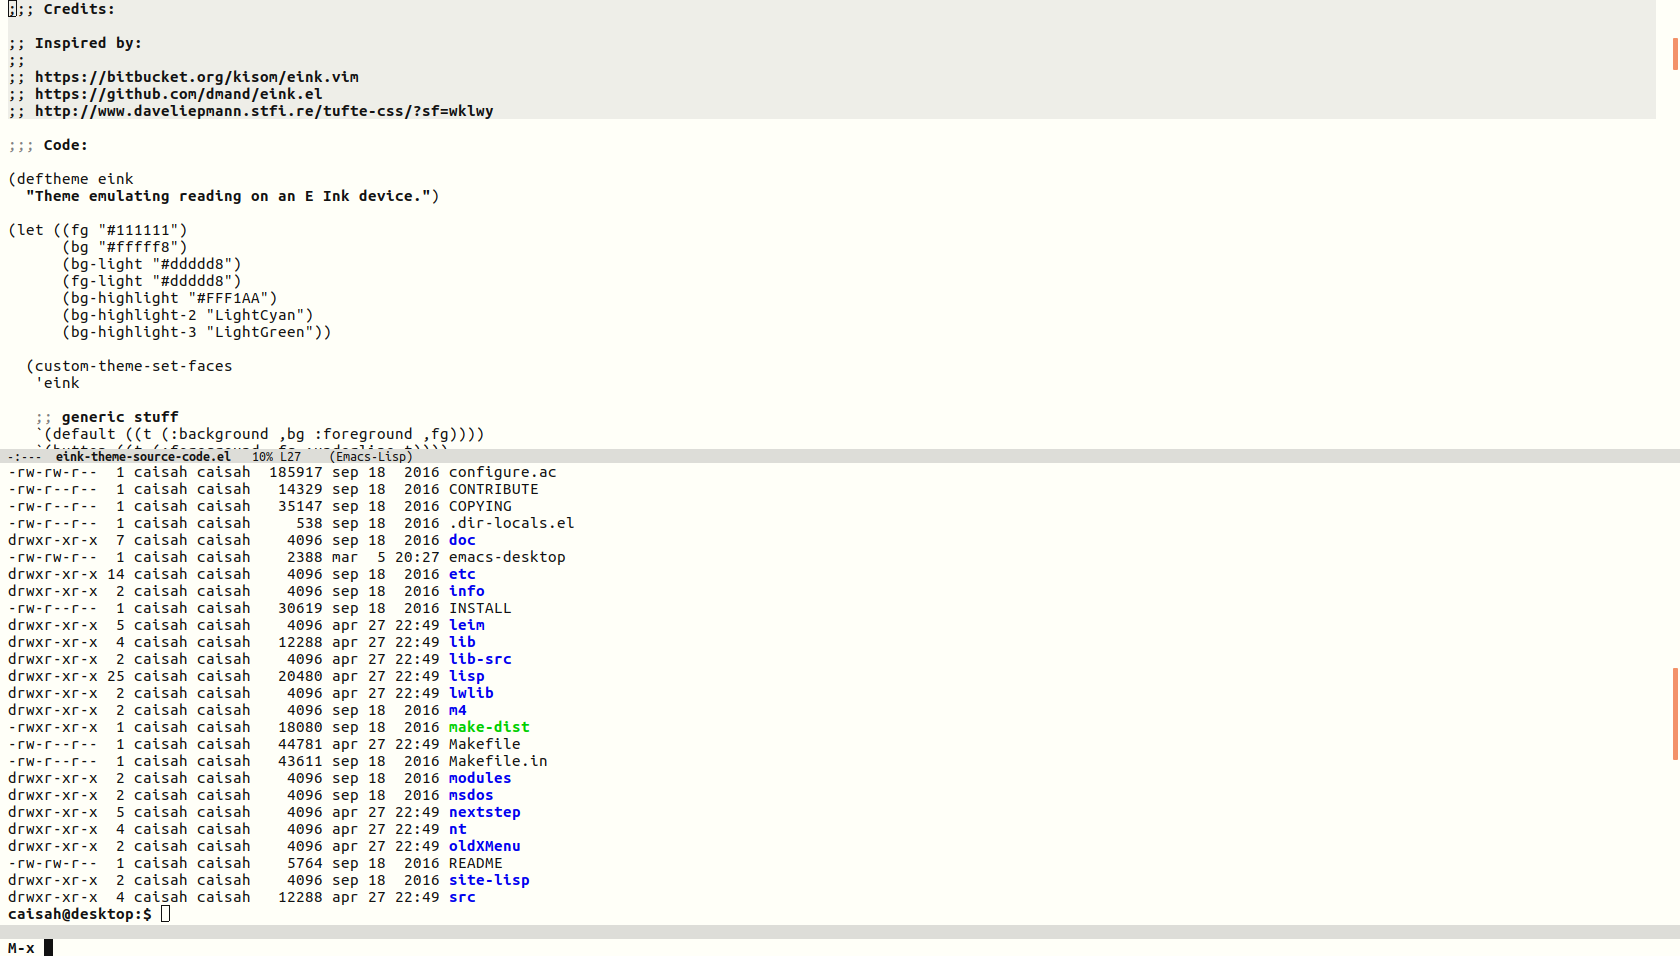 ;;; Credits:
;; Inspired by:
;;
;; https://bitbucket.org/kisom/eink.vim
;; https://github.com/dmand/eink.el
;; http://www.daveliepmann.stfi.re/tufte-css/?sf=wklwy
;;; Code:
(deftheme eink
  "Theme emulating reading on an E Ink device.")
(let ((fg "#111111")
      (bg "#fffff8")
      (bg-light "#ddddd8")
      (fg-light "#ddddd8")
      (bg-highlight "#FFF1AA")
      (bg-highlight-2 "LightCyan")
      (bg-highlight-3 "LightGreen"))
  (custom-theme-set-faces
   'eink
   ;; generic stuff
   `(default ((t (:background ,bg :foreground ,fg))))
-:---  eink-theme-source-code.el   10% L27    (Emacs-Lisp)
-rw-rw-r--  1 caisah caisah  185917 sep 18  2016 configure.ac
-rw-r--r--  1 caisah caisah   14329 sep 18  2016 CONTRIBUTE
-rw-r--r--  1 caisah caisah   35147 sep 18  2016 COPYING
-rw-r--r--  1 caisah caisah     538 sep 18  2016 .dir-locals.el
drwxr-xr-x  7 caisah caisah    4096 sep 18  2016 doc
-rw-rw-r--  1 caisah caisah    2388 mar  5 20:27 emacs-desktop
drwxr-xr-x 14 caisah caisah    4096 sep 18  2016 etc
drwxr-xr-x  2 caisah caisah    4096 sep 18  2016 info
-rw-r--r--  1 caisah caisah   30619 sep 18  2016 INSTALL
drwxr-xr-x  5 caisah caisah    4096 apr 27 22:49 leim
drwxr-xr-x  4 caisah caisah   12288 apr 27 22:49 lib
drwxr-xr-x  2 caisah caisah    4096 apr 27 22:49 lib-src
drwxr-xr-x 25 caisah caisah   20480 apr 27 22:49 lisp
drwxr-xr-x  2 caisah caisah    4096 apr 27 22:49 lwlib
drwxr-xr-x  2 caisah caisah    4096 sep 18  2016 m4
-rwxr-xr-x  1 caisah caisah   18080 sep 18  2016 make-dist
-rw-r--r--  1 caisah caisah   44781 apr 27 22:49 Makefile
-rw-r--r--  1 caisah caisah   43611 sep 18  2016 Makefile.in
drwxr-xr-x  2 caisah caisah    4096 sep 18  2016 modules
drwxr-xr-x  2 caisah caisah    4096 sep 18  2016 msdos
drwxr-xr-x  5 caisah caisah    4096 apr 27 22:49 nextstep
drwxr-xr-x  4 caisah caisah    4096 apr 27 22:49 nt
drwxr-xr-x  2 caisah caisah    4096 apr 27 22:49 oldXMenu
-rw-rw-r--  1 caisah caisah    5764 sep 18  2016 README
drwxr-xr-x  2 caisah caisah    4096 sep 18  2016 site-lisp
drwxr-xr-x  4 caisah caisah   12288 apr 27 22:49 src
caisah@desktop:$
M-x